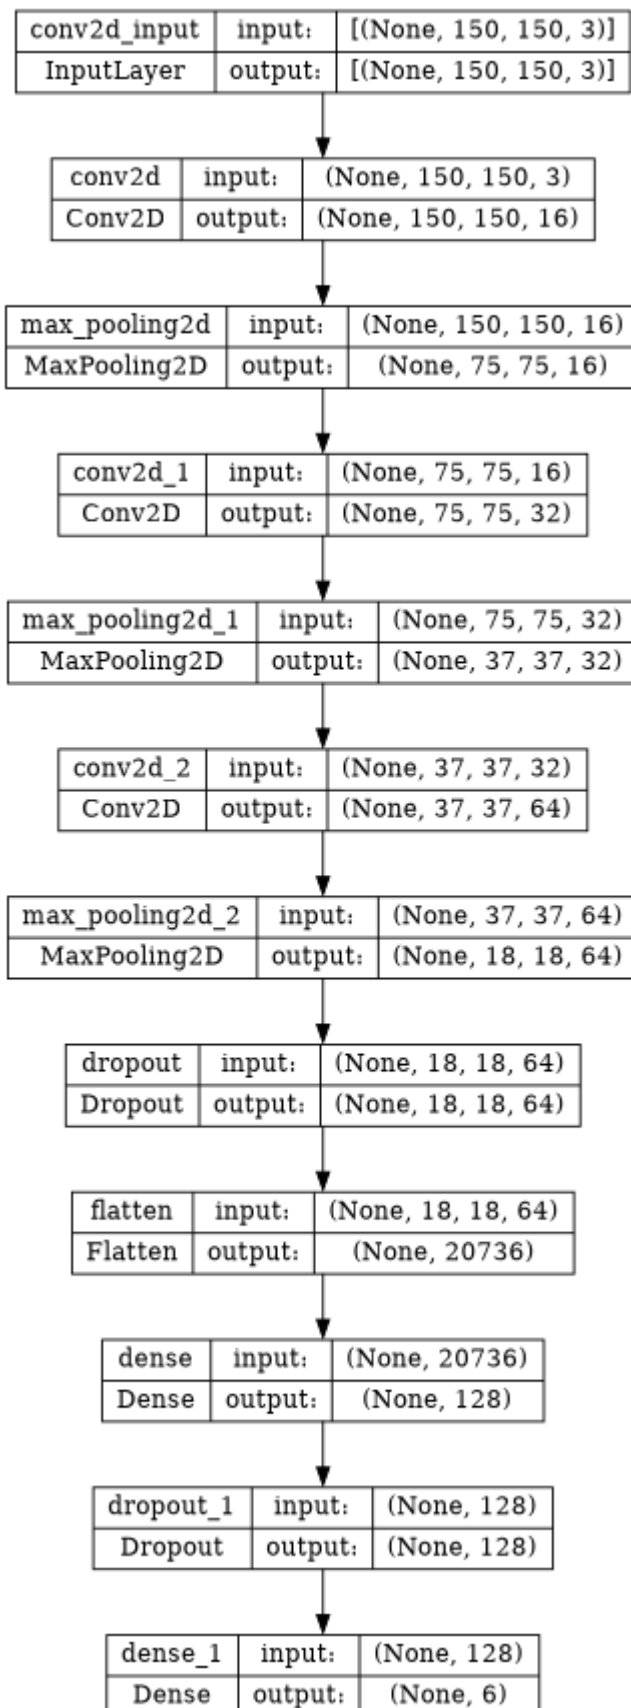 conv2d_input input: [(None, 150, 150, 3)]
InputLayer output: [(None, 150, 150, 3)]
conv2d input: (None, 150, 150, 3)
Conv2D output: (None, 150, 150, 16)
max_pooling2d input: (None, 150, 150, 16)
MaxPooling2D output: (None, 75, 75, 16)
conv2d_1 input: (None, 75, 75, 16)
Conv2D output: (None, 75, 75, 32)
max_pooling2d_1 input: (None, 75, 75, 32)
MaxPooling2D output: (None, 37, 37, 32)
conv2d_2 input: (None, 37, 37, 32)
Conv2D output: (None, 37, 37, 64)
max_pooling2d_2 input: (None, 37, 37, 64)
MaxPooling2D output: (None, 18, 18, 64)
dropout input: (None, 18, 18, 64)
Dropout output: (None, 18, 18, 64)
flatten input: (None, 18, 18, 64)
Flatten output: (None, 20736)
dense input: (None, 20736)
Dense output: (None, 128)
dropout_1 input: (None, 128)
Dropout output: (None, 128)
dense_1 input: (None, 128)
Dense output: (None, 6)